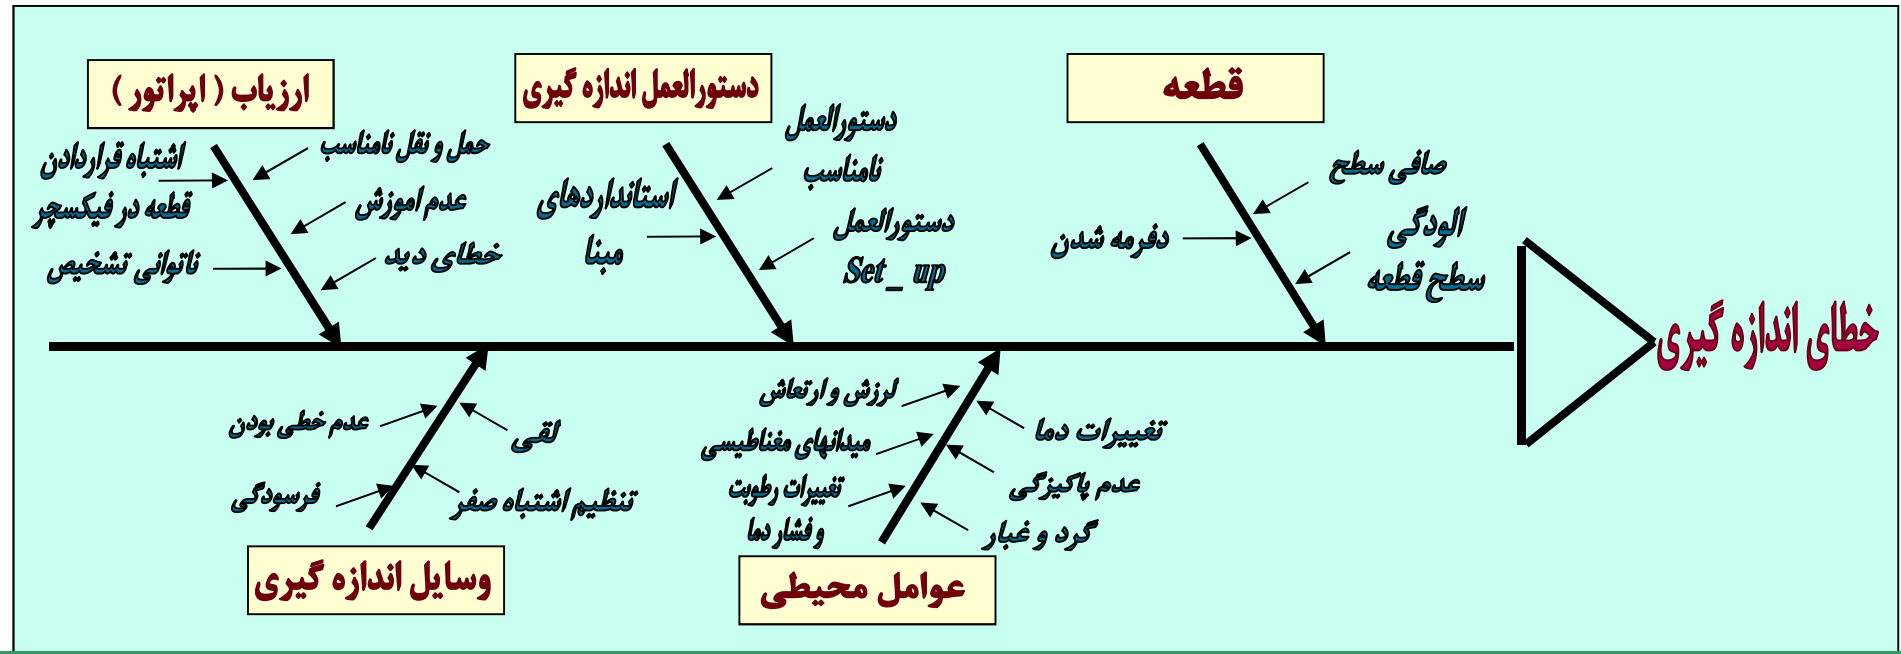 قطعه
صافی سطح
الودگی
سطح قطعه
دفرمه شدن
دستورالعمل اندازه گیری
دستورالعمل
نامناسب
دستورالعمل
Set _ up
استانداردهای
مبنا
ارزیاب ( اپراتور )
حمل و نقل نامناسب
عدم اموزش
خطای دید
اشتباه قراردادن
قطعه در فیکسچر
ناتوانی تشخیص
خطای اندازه گیری
لرزش و ارتعاش
میدانهای مغناطیسی
تغییرات رطوبت
و فشار دما
تغییرات دما
عدم پاکیزگی
گرد و غبار
عوامل محیطی
عدم خطی بودن
فرسودگی
لقی
تنظیم اشتباه صفر
وسایل اندازه گیری